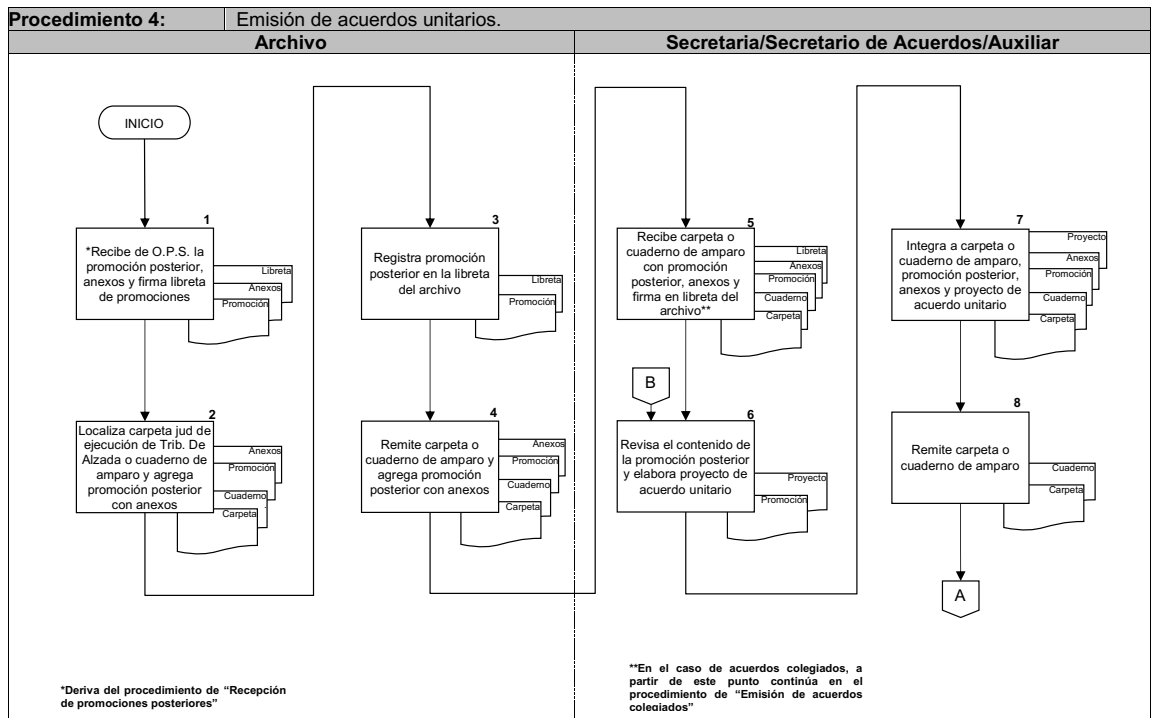 Procedimiento 4: Emisión de acuerdos unitarios.
Archivo
Secretaria/Secretario de Acuerdos/Auxiliar
INICIO
1
*Recibe de O.P.S. la
promoción posterior,
anexos y firma libreta
de promociones
Libreta
Anexos
Promoción
2
Localiza carpeta jud de
ejecución de Trib. De
Alzada o cuaderno de
amparo y agrega
promoción posterior
con anexos
Anexos
Promoción
Cuaderno
Carpeta
3
Registra promoción
posterior en la libreta
del archivo
Libreta
Promoción
4
Remite carpeta o
cuaderno de amparo y
agrega promoción
posterior con anexos
Anexos
Promoción
Cuaderno
Carpeta
5
Recibe carpeta o
cuaderno de amparo
con promoción
posterior, anexos y
firma en libreta del
archivo**
Libreta
Anexos
Promoción
Cuaderno
Carpeta
B
6
Revisa el contenido de
la promoción posterior
y elabora proyecto de
acuerdo unitario
Proyecto
Promoción
7
Integra a carpeta o
cuaderno de amparo,
promoción posterior,
anexos y proyecto de
acuerdo unitario
Proyecto
Anexos
Promoción
Cuaderno
Carpeta
8
Remite carpeta o
cuaderno de amparo
Cuaderno
Carpeta
A
*Deriva del procedimiento de “Recepción
de promociones posteriores”
**En el caso de acuerdos colegiados, a
partir de este punto continúa en el
procedimiento de “Emisión de acuerdos
colegiados”